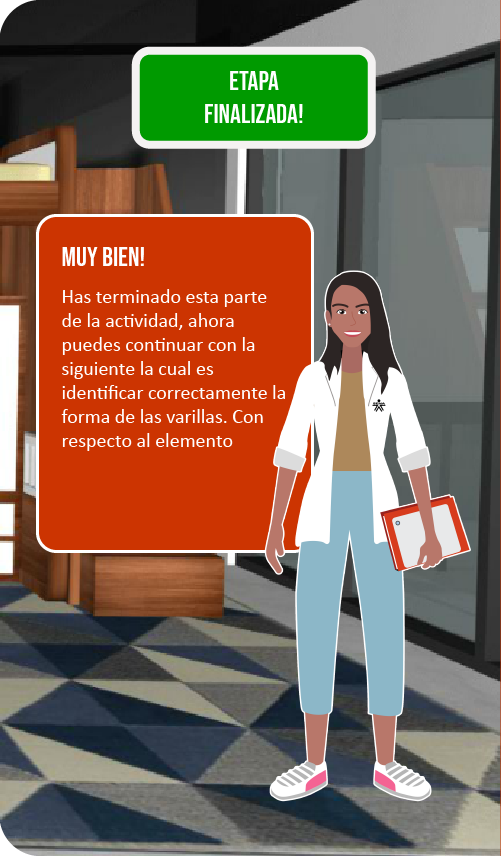 ETAPA
FINALIZADA!
MUY BIEN!
Has terminado esta parte
de la actividad, ahora
puedes continuar con la
siguiente la cual es
identificar correctamente la
forma de las varillas. Con
respecto al elemento